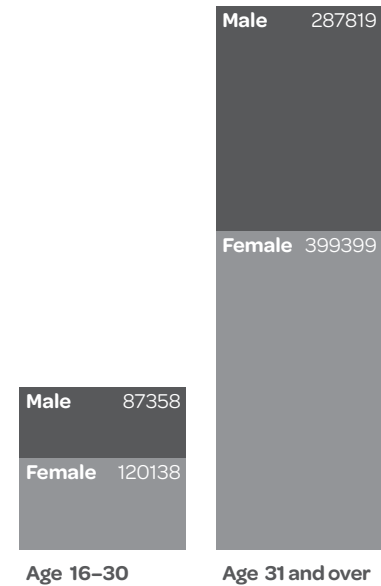 Male 287819
Female 399399
Male 87358
Female 120138
Age 16–30 Age 31 and over